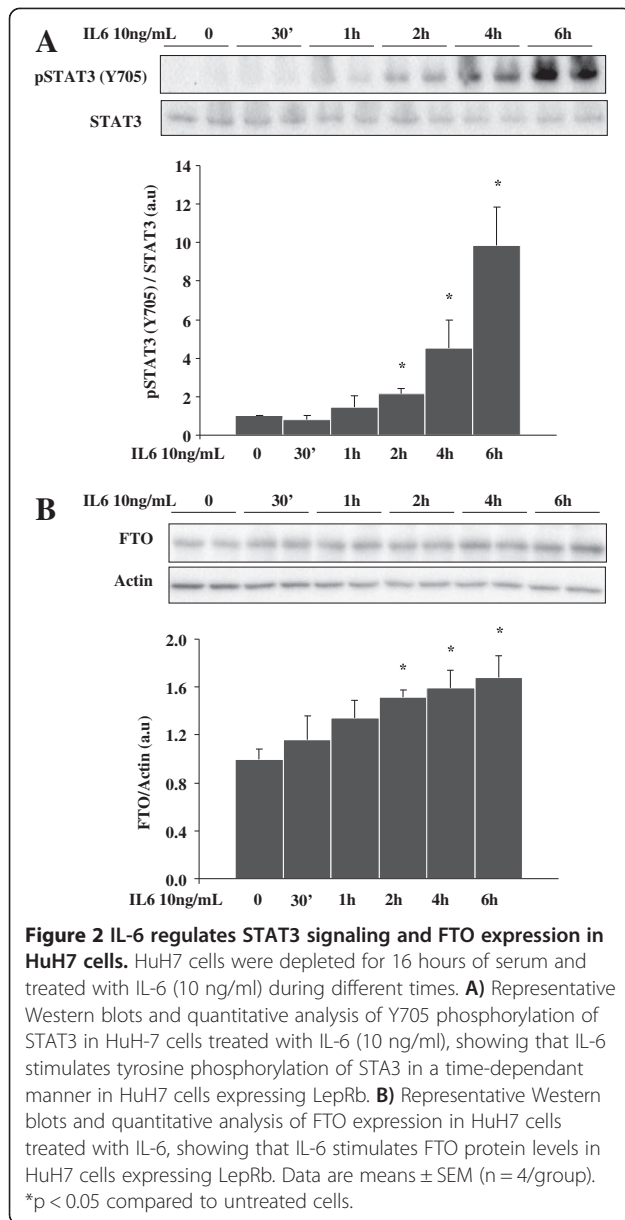 A
IL6 10ng/mL 0 30' 1h 2h 4h 6h
pSTAT3 (Y705)
STAT3
pSTAT3 (Y705) / STAT3 (a.u)
14
12
10
8
6
4
2
0
* * *
IL6 10ng/mL 0 30' 1h 2h 4h 6h
B
IL6 10ng/mL 0 30' 1h 2h 4h 6h
FTO
Actin
FTO/Actin (a.u)
2.0
1.6
1.2
0.8
0.4
0.0
* * *
IL6 10ng/mL 0 30' 1h 2h 4h 6h
Figure 2 IL-6 regulates STAT3 signaling and FTO expression in
HuH7 cells. HuH7 cells were depleted for 16 hours of serum and
treated with IL-6 (10 ng/ml) during different times. A) Representative
Western blots and quantitative analysis of Y705 phosphorylation of
STAT3 in HuH-7 cells treated with IL-6 (10 ng/ml), showing that IL-6
stimulates tyrosine phosphorylation of STA3 in a time-dependant
manner in HuH7 cells expressing LepRb. B) Representative Western
blots and quantitative analysis of FTO expression in HuH7 cells
treated with IL-6, showing that IL-6 stimulates FTO protein levels in
HuH7 cells expressing LepRb. Data are means ± SEM (n = 4/group).
*p < 0.05 compared to untreated cells.